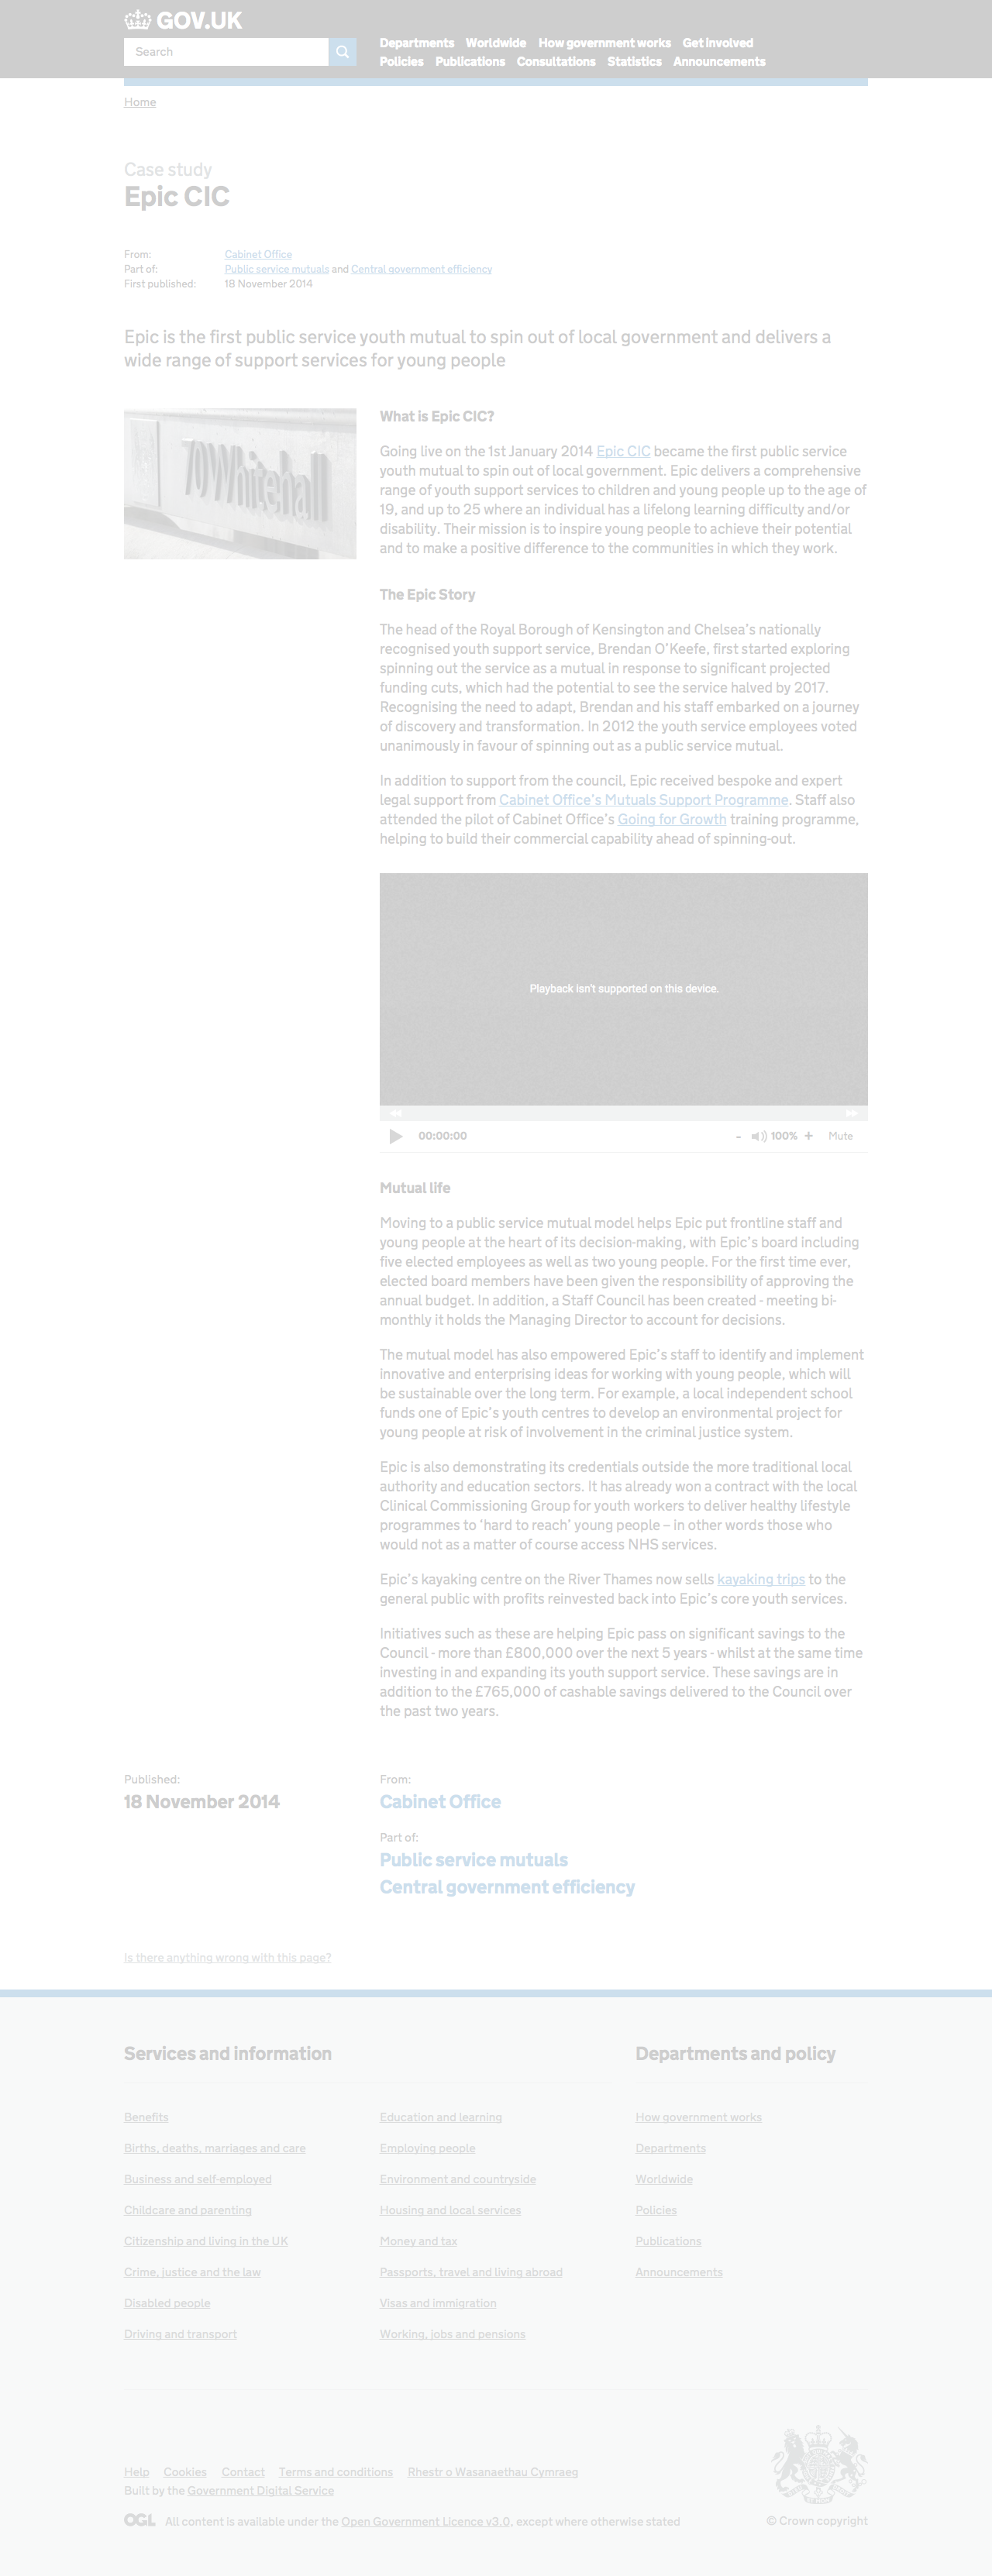 GOV.UK
Search
Departments Worldwide How government works Get involved
Policies Publications Consultations Statistics Announcements
Home
Case study
Epic CIC
From: Cabinet Office
Part of: Public service mutuals and Central government efficiency
First published: 18 November 2014
Epic is the first public service youth mutual to spin out of local government and delivers a
wide range of support services for young people
70 Whitehall
What is Epic CIC?
Going live on the 1st January 2014 Epic CIC became the first public service
youth mutual to spin out of local government. Epic delivers a comprehensive
range of youth support services to children and young people up to the age of
19, and up to 25 where an individual has a lifelong learning difficulty and/or
disability. Their mission is to inspire young people to achieve their potential
and to make a positive difference to the communities in which they work.
The Epic Story
The head of the Royal Borough of Kensington and Chelsea's nationally
recognised youth support service, Brendan O'Keefe, first started exploring
spinning out the service as a mutual in response to significant projected
funding cuts, which had the potential to see the service halved by 2017.
Recognising the need to adapt, Brendan and his staff embarked on a journey
of discovery and transformation. In 2012 the youth service employees voted
unanimously in favour of spinning out as a public service mutual.
In addition to support from the council, Epic received bespoke and expert
legal support from Cabinet Office's Mutuals Support Programme. Staff also
attended the pilot of Cabinet Office's Going for Growth training programme,
helping to build their commercial capability ahead of spinning-out.
Playback isn't supported on this device.
00:00:00 - 100% + Mute
Mutual life
Moving to a public service mutual model helps Epic put frontline staff and
young people at the heart of its decision-making, with Epic's board including
five elected employees as well as two young people. For the first time ever,
elected board members have been given the responsibility of approving the
annual budget. In addition, a Staff Council has been created - meeting bi-
monthly it holds the Managing Director to account for decisions.
The mutual model has also empowered Epic's staff to identify and implement
innovative and enterprising ideas for working with young people, which will
be sustainable over the long term. For example, a local independent school
funds one of Epic's youth centres to develop an environmental project for
young people at risk of involvement in the criminal justice system.
Epic is also demonstrating its credentials outside the more traditional local
authority and education sectors. It has already won a contract with the local
Clinical Commissioning Group for youth workers to deliver healthy lifestyle
programmes to 'hard to reach' young people – in other words those who
would not as a matter of course access NHS services.
Epic's kayaking centre on the River Thames now sells kayaking trips to the
general public with profits reinvested back into Epic's core youth services.
Initiatives such as these are helping Epic pass on significant savings to the
Council - more than £800,000 over the next 5 years - whilst at the same time
investing in and expanding its youth support service. These savings are in
addition to the £765,000 of cashable savings delivered to the Council over
the past two years.
Published:
18 November 2014
From:
Cabinet Office
Part of:
Public service mutuals
Central government efficiency
Is there anything wrong with this page?
Services and information
Benefits
Births, deaths, marriages and care
Business and self-employed
Childcare and parenting
Citizenship and living in the UK
Crime, justice and the law
Disabled people
Driving and transport
Education and learning
Employing people
Environment and countryside
Housing and local services
Money and tax
Passports, travel and living abroad
Visas and immigration
Working, jobs and pensions
Departments and policy
How government works
Departments
Worldwide
Policies
Publications
Announcements
Help Cookies Contact Terms and conditions Rhestr o Wasanaethau Cymraeg
Built by the Government Digital Service
OGL All content is available under the Open Government Licence v3.0, except where otherwise stated
© Crown copyright